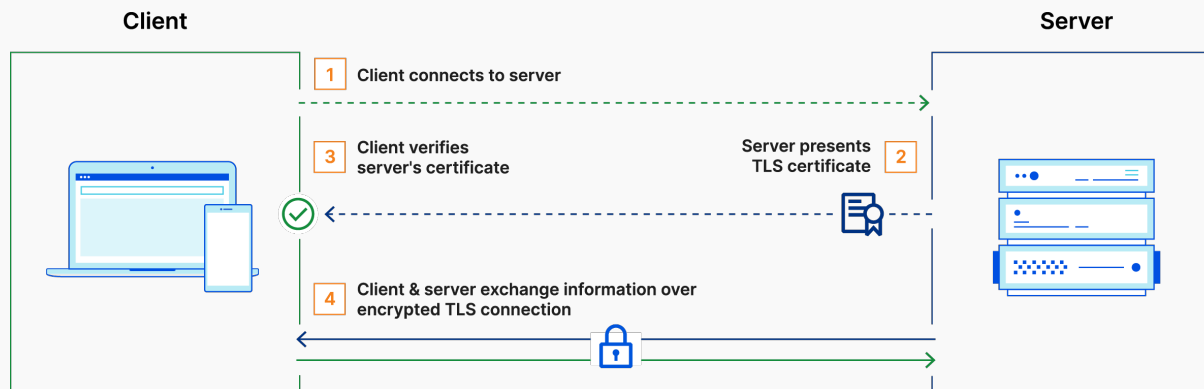 Client
Server
1
Client connects to server
3
Client verifies
server's certificate
Server presents
TLS certificate
2
4
Client & server exchange information over
encrypted TLS connection